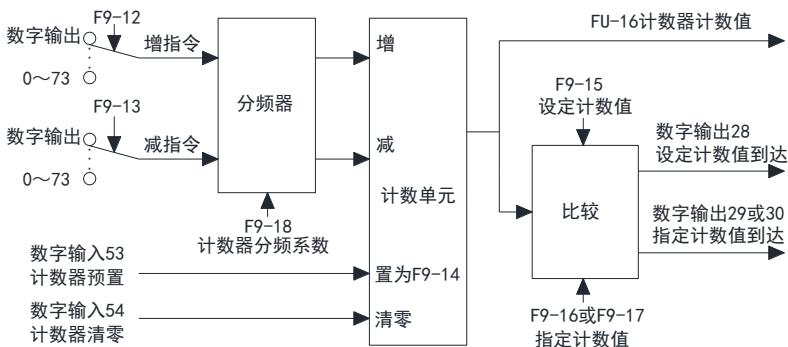 F9-12
数字输出
0～73
增指令
F9-13
数字输出
0～73
减指令
分频器
F9-18
计数器分频系数
数字输入53
计数器预置
数字输入54
计数器清零
增
减
计数单元
置为F9-14
清零
FU-16计数器计数值
F9-15
设定计数值
比较
数字输出28
设定计数值到达
数字输出29或30
指定计数值到达
F9-16或F9-17
指定计数值